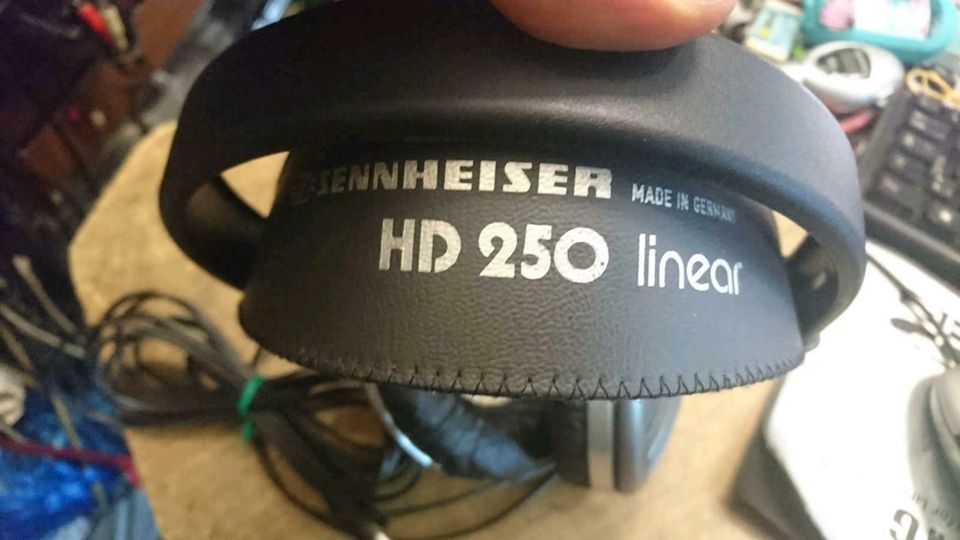 SENNHEISER MADE IN GERMANY
HD 250 linear